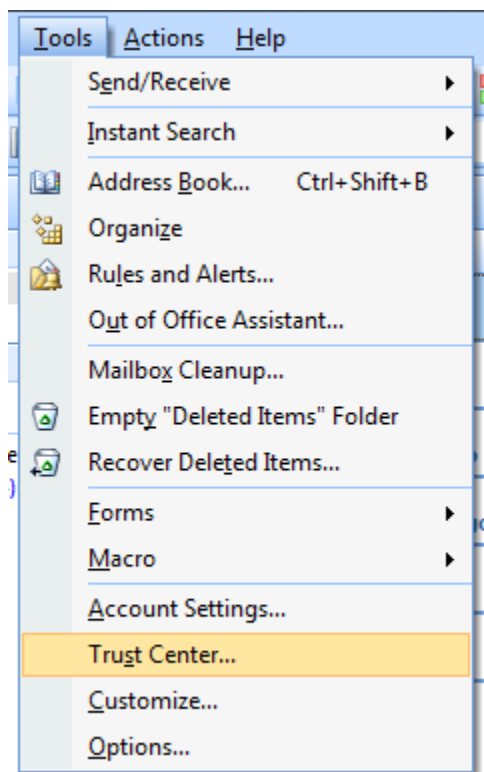 Tools Actions Help
Send/Receive
Instant Search
Address Book... Ctrl+Shift+B
Organize
Rules and Alerts...
Out of Office Assistant...
Mailbox Cleanup...
Empty "Deleted Items" Folder
Recover Deleted Items...
Forms
Macro
Account Settings...
Trust Center...
Customize...
Options...